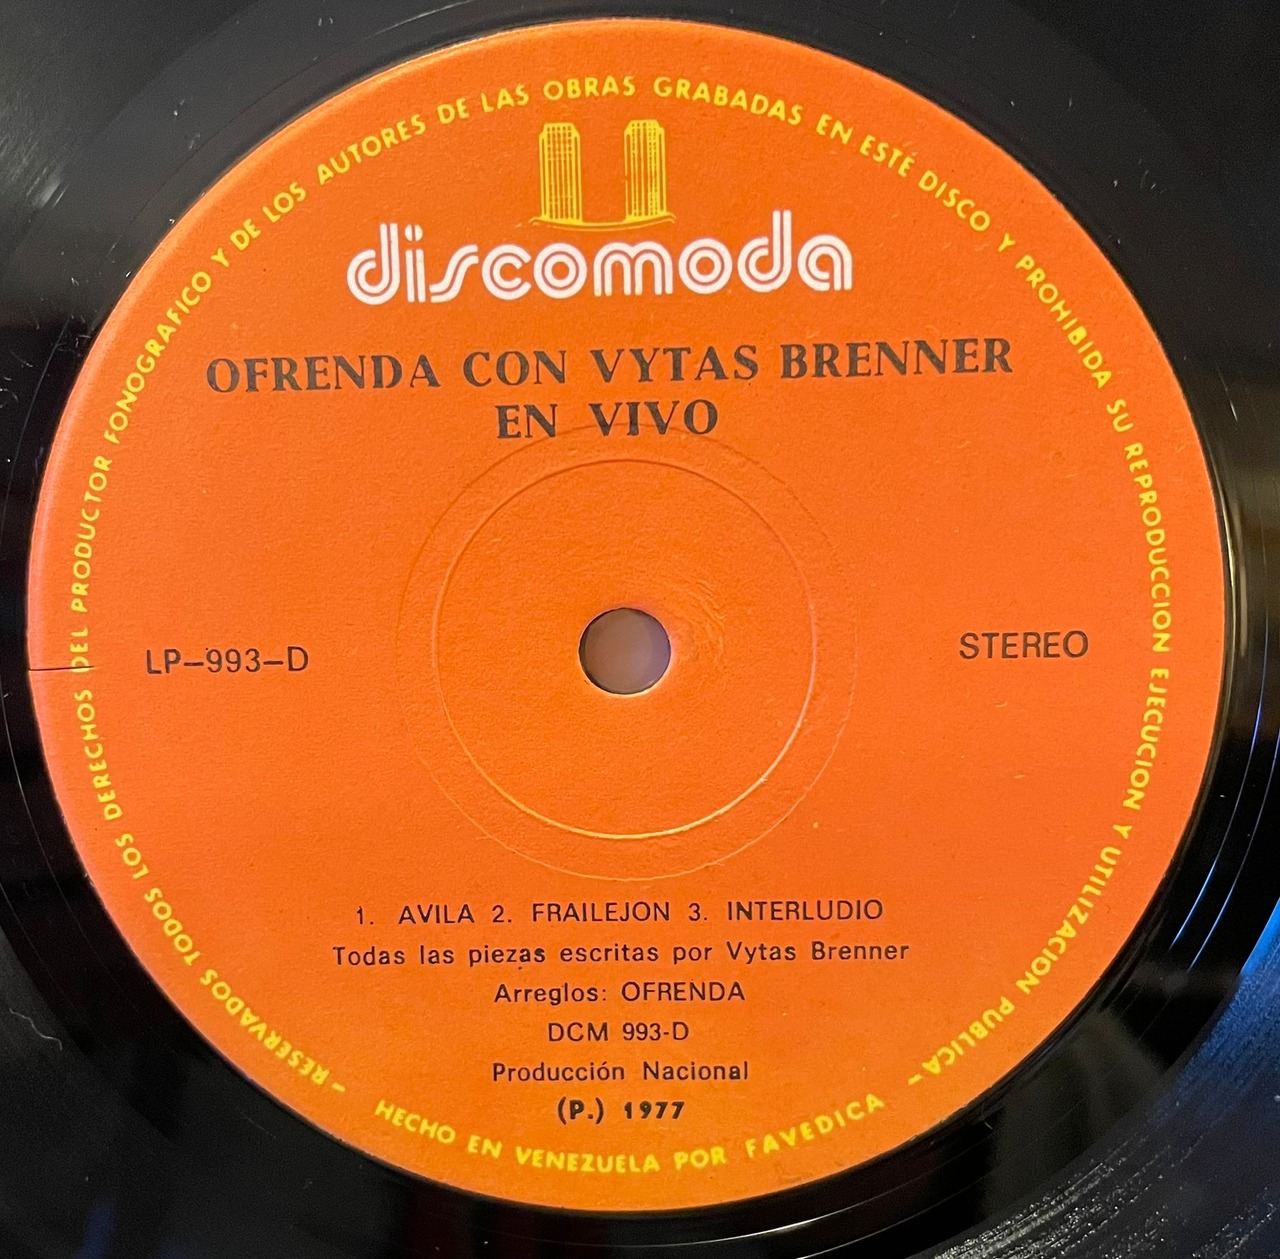 RESERVADOS TODOS LOS DERECHOS DEL PRODUCTOR FONOGRAFICO Y DE LOS AUTORES DE LAS OBRAS GRABADAS EN ESTE DISCO Y PROHIBIDA SU REPRODUCCION EJECUCION Y UTILIZACION PUBLICA-
discomoda
OFRENDA CON VYTAS BRENNER
EN VIVO
LP-993-D
STEREO
1. AVILA 2. FRAILEJON 3. INTERLUDIO
Todas las piezas escritas por Vytas Brenner
Arreglos: OFRENDA
DCM 993-D
Producción Nacional
(P.) 1977
- HECHO EN VENEZUELA POR FAVEDICA -